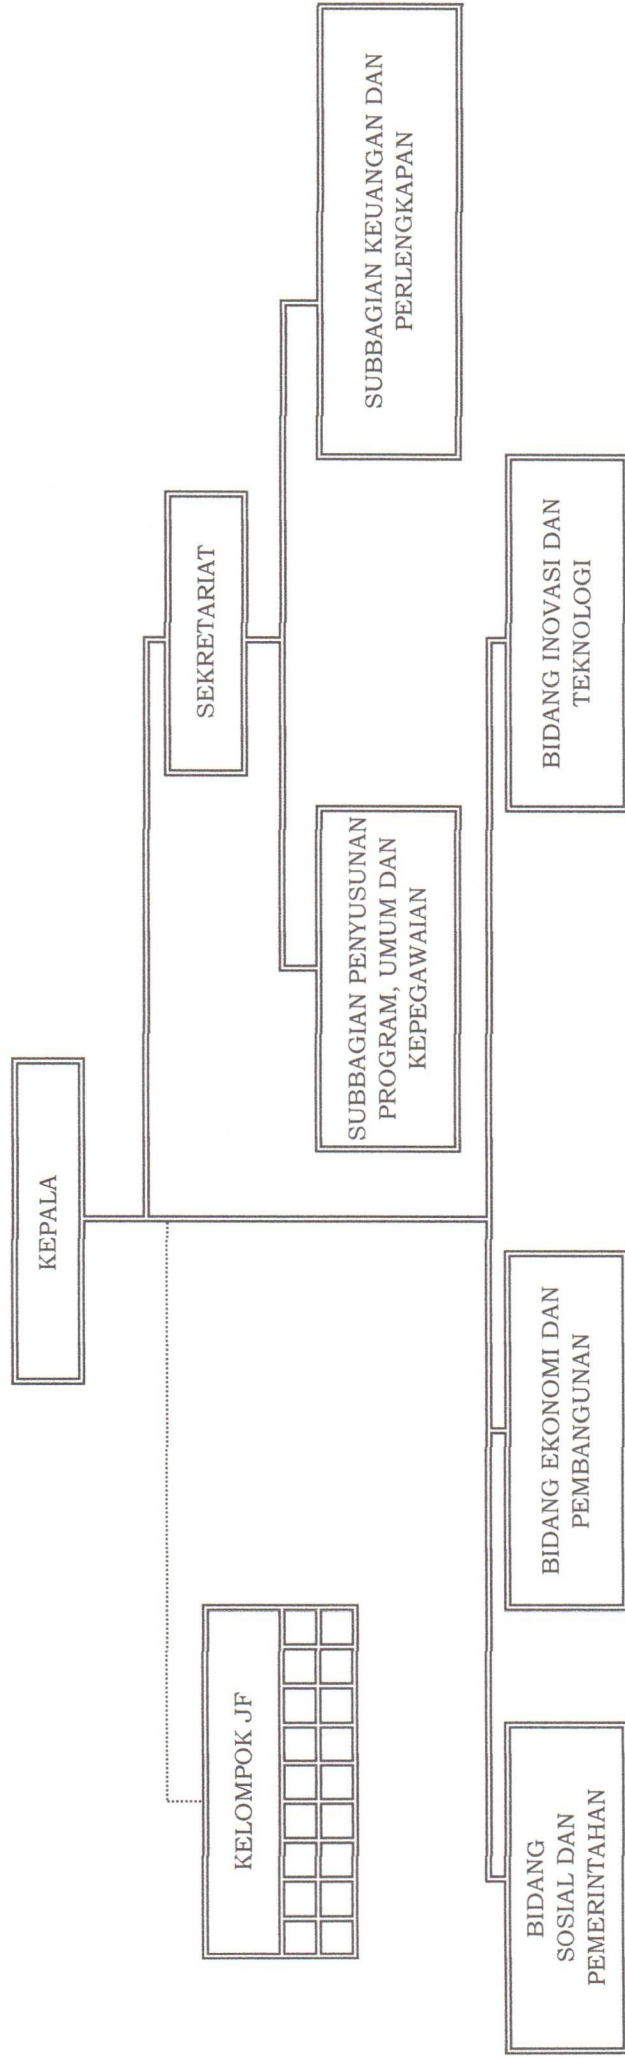 KEPALA
SEKRETARIAT
KELOMPOK JF
SUBBAGIAN PENYUSUNAN
PROGRAM, UMUM DAN
KEPEGAWAIAN
SUBBAGIAN KEUANGAN DAN
PERLENGKAPAN
BIDANG
SOSIAL DAN
PEMERINTAHAN
BIDANG EKONOMI DAN
PEMBANGUNAN
BIDANG INOVASI DAN
TEKNOLOGI